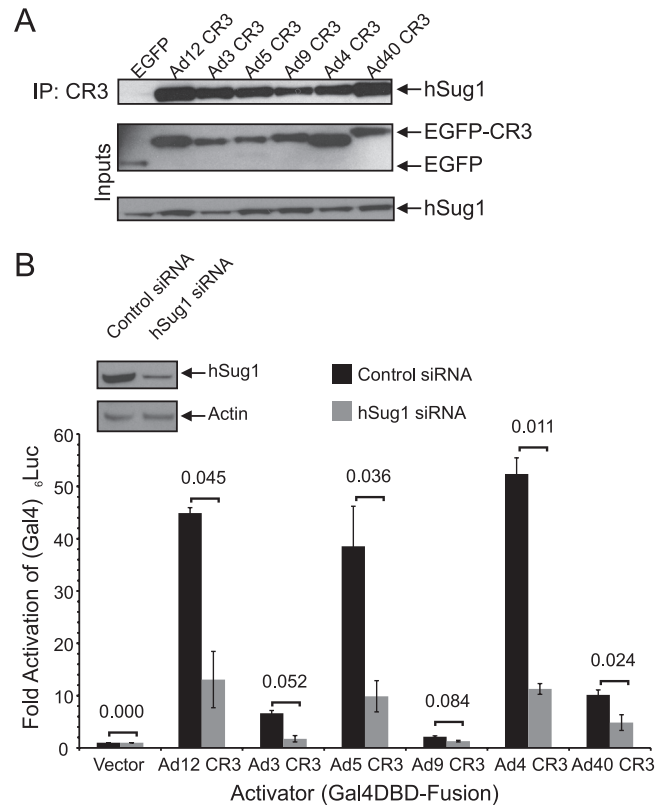 A
EGFP
Ad12 CR3
Ad3 CR3
Ad5 CR3
Ad9 CR3
Ad4 CR3
Ad40 CR3
IP: CR3
hSug1
Inputs
EGFP-CR3
EGFP
hSug1
B
Control siRNA
hSug1 siRNA
hSug1
Actin
Control siRNA
hSug1 siRNA
Fold Activation of (Gal4) 6Luc
60
50
40
30
20
10
0
0.000
0.045
0.052
0.036
0.084
0.011
0.024
Vector
Ad12 CR3
Ad3 CR3
Ad5 CR3
Ad9 CR3
Ad4 CR3
Ad40 CR3
Activator (Gal4DBD-Fusion)